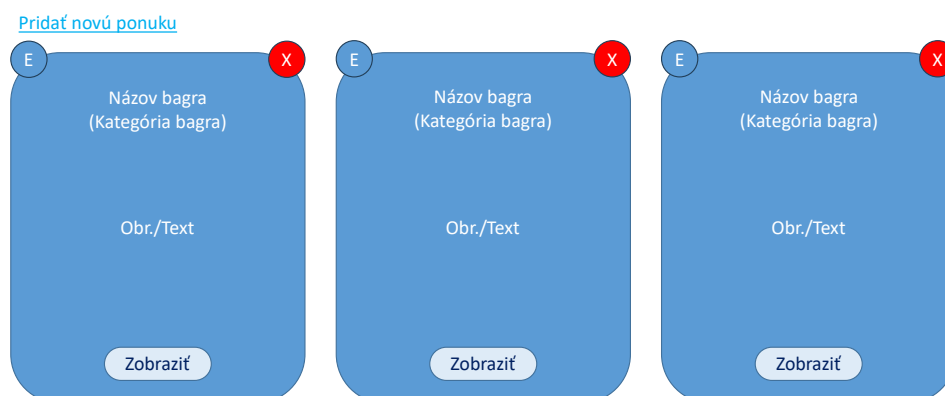 Pridať novú ponuku
E X E X E X
Názov bagra Názov bagra Názov bagra
(Kategória bagra) (Kategória bagra) (Kategória bagra)
Obr./Text Obr./Text Obr./Text
Zobraziť Zobraziť Zobraziť